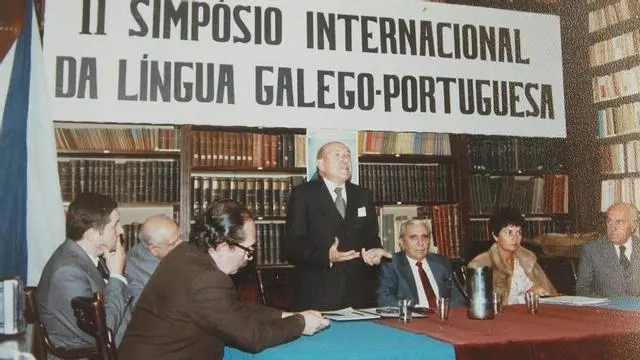 II SIMPÓSIO INTERNACIONAL
DA LÍNGUA GALEGO-PORTUGUESA